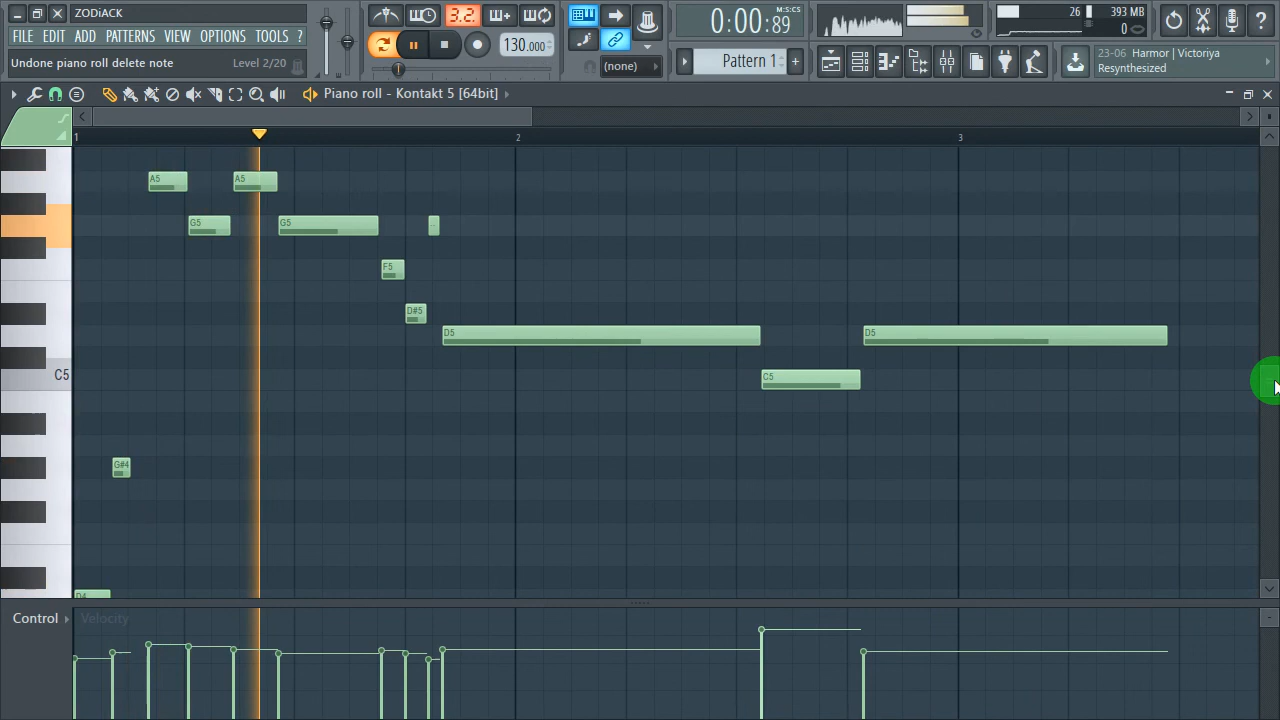 ZODiACK
FILE EDIT ADD PATTERNS VIEW OPTIONS TOOLS ?
Undone piano roll delete note Level 2/20
3.2.
130.000
(none)
0:00:89 M:S:CS
Pattern 1
26 393 MB
0
23-06 Harmor | Victoriya
Resynthesized
Piano roll - Kontakt 5 [64bit]
1 2 3
A5 A5
G5 G5
F5
D#5
D5 D5
C5 C5
G#4
D4
Control Velocity